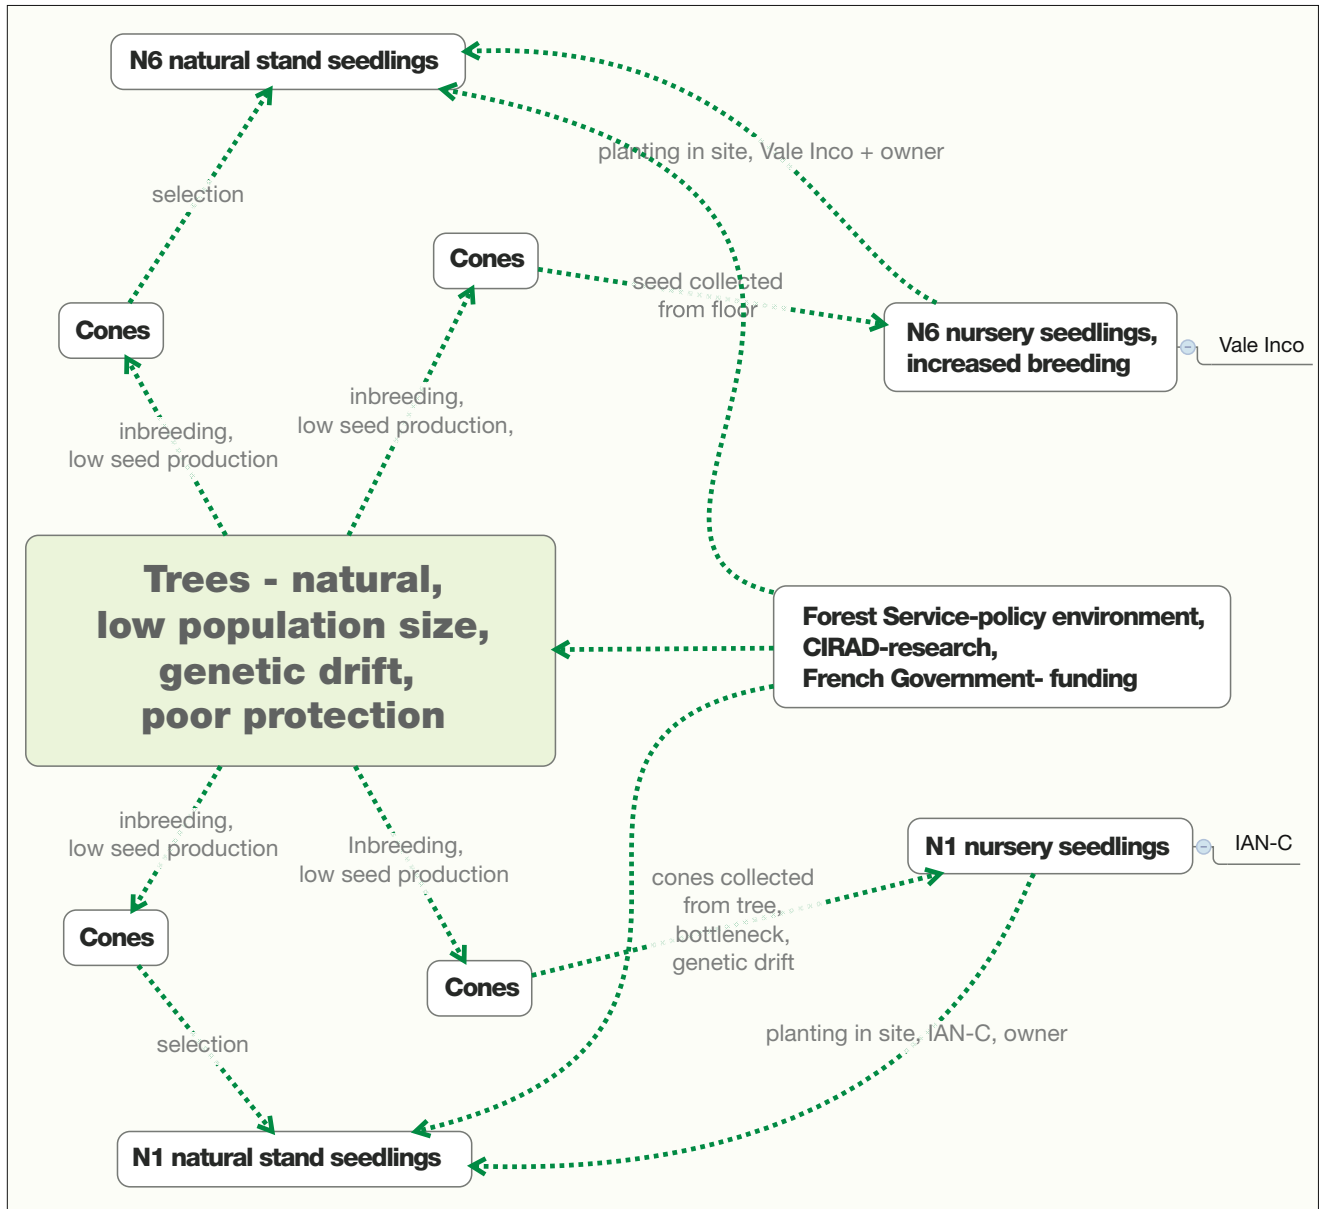 N6 natural stand seedlings
planting in site, Vale Inco + owner
selection
Cones
seed collected
from floor
Cones
N6 nursery seedlings,
increased breeding
Vale Inco
inbreeding,
low seed production,
inbreeding,
low seed production
Trees - natural,
low population size,
genetic drift,
poor protection
Forest Service-policy environment,
CIRAD-research,
French Government- funding
inbreeding,
low seed production
Inbreeding,
low seed production
N1 nursery seedlings
IAN-C
cones collected
from tree,
bottleneck,
genetic drift
Cones
Cones
planting in site, IAN-C, owner
selection
N1 natural stand seedlings